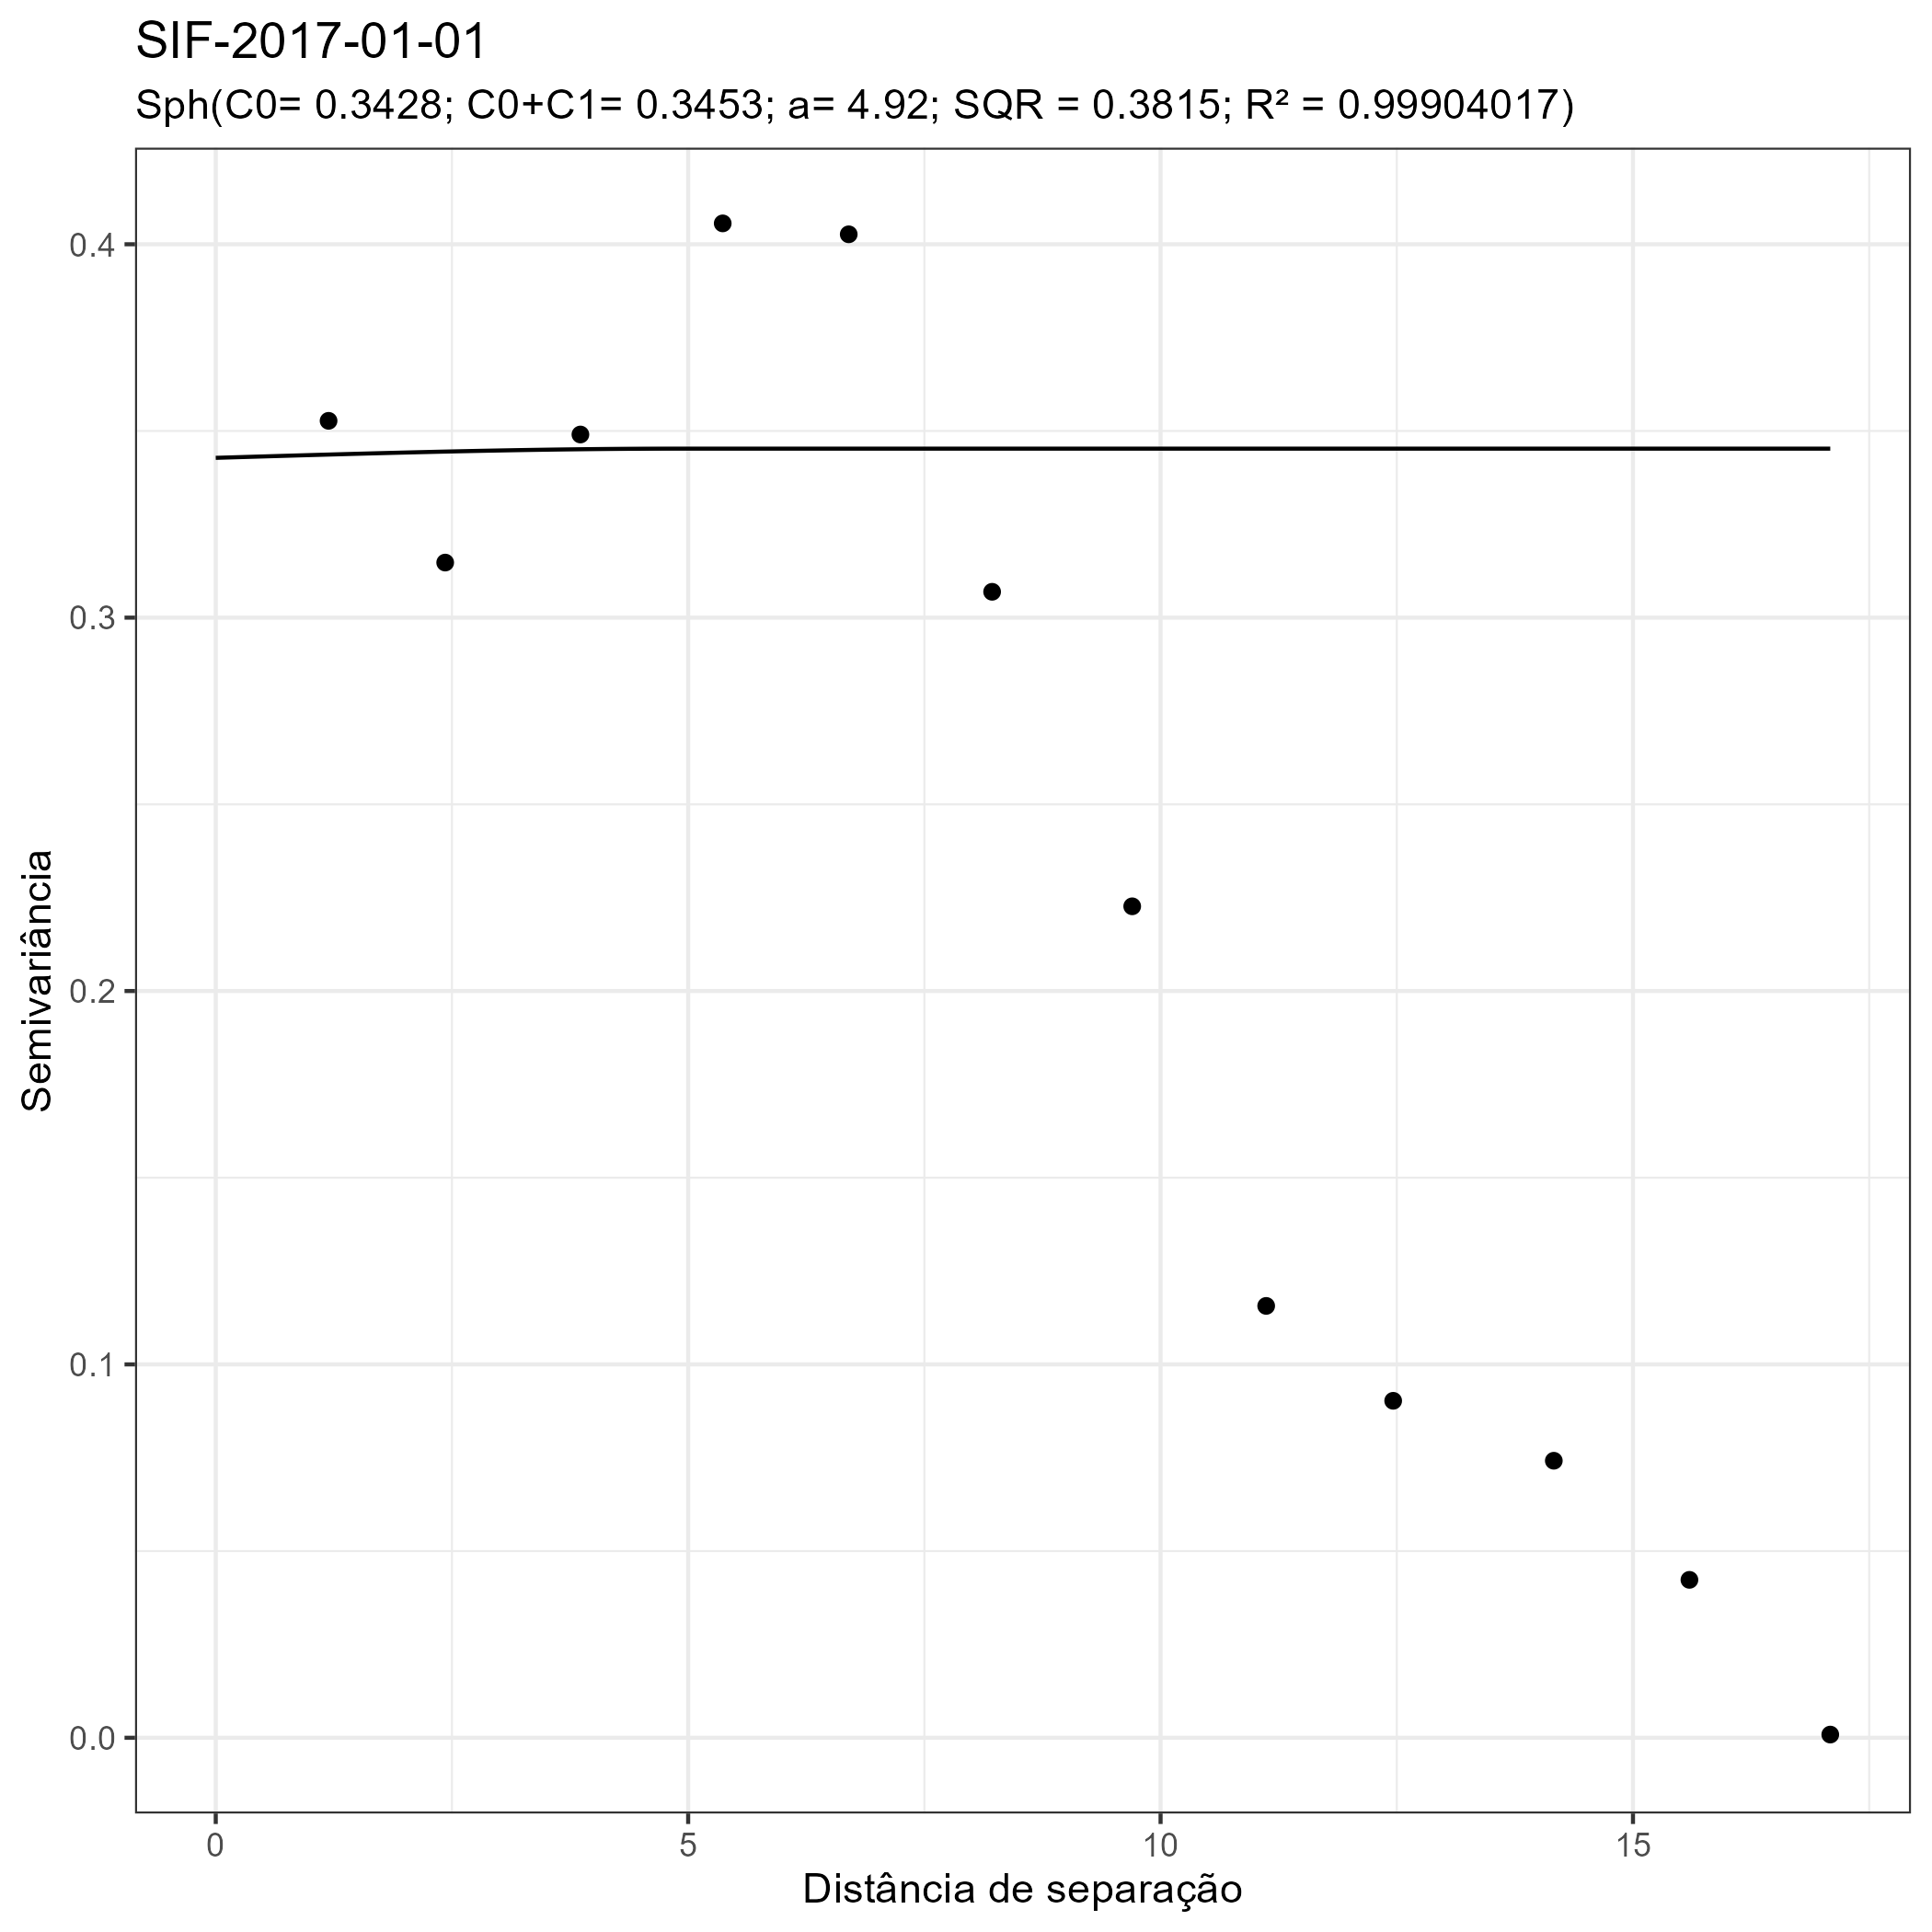 SIF-2017-01-01
Sph(C0= 0.3428; C0+C1= 0.3453; a= 4.92; SQR = 0.3815; R² = 0.99904017)
0.4
0.3
0.2
0.1
0.0
Semivariância
0
5
10
15
Distância de separação